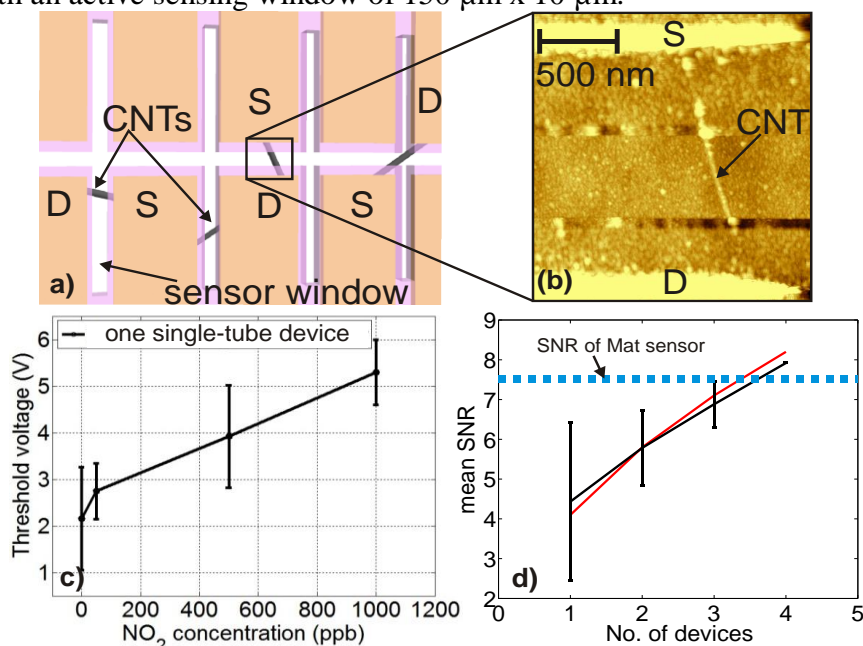 an active sensing window of 150 µm x 10 µm.
S
D
CNTs
D
S
D
S
a)
sensor window
S
500 nm
CNT
(b)
D
one single-tube device
Threshold voltage (V)
6
5
4
3
2
1
c)
0
200
400
600
800
1000
1200
NO2 concentration (ppb)
SNR of Mat sensor
mean SNR
9
8
7
6
5
4
3
2
d)
0
1
2
3
4
5
No. of devices